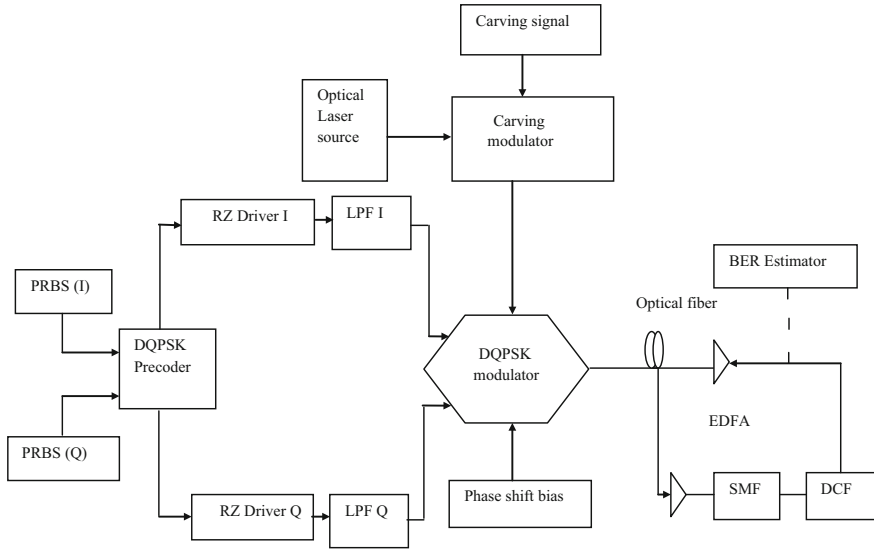 Carving signal
Optical
Laser
source
Carving
modulator
RZ Driver I
LPF I
PRBS (I)
DQPSK
Precoder
PRBS (Q)
DQPSK
modulator
Optical fiber
BER Estimator
EDFA
RZ Driver Q
LPF Q
Phase shift bias
SMF
DCF